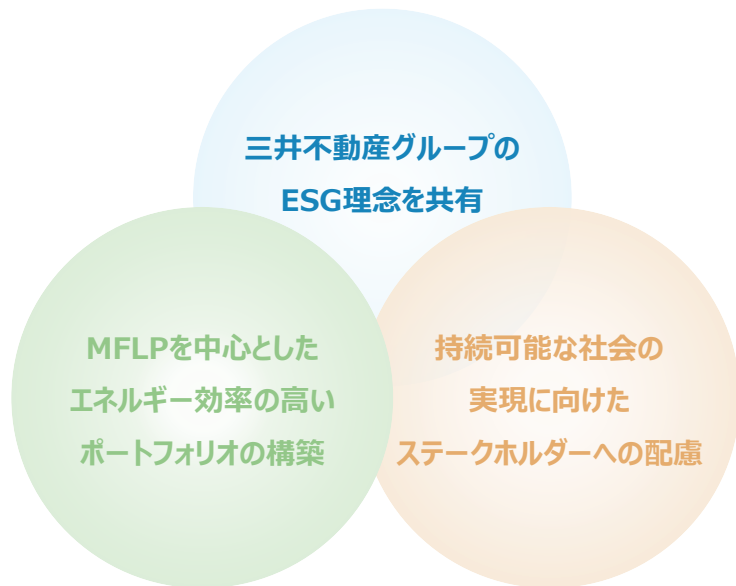 三井不動産グループの
ESG理念を共有
MFLPを中心とした
エネルギー効率の高い
ポートフォリオの構築
持続可能な社会の
実現に向けた
ステークホルダーへの配慮